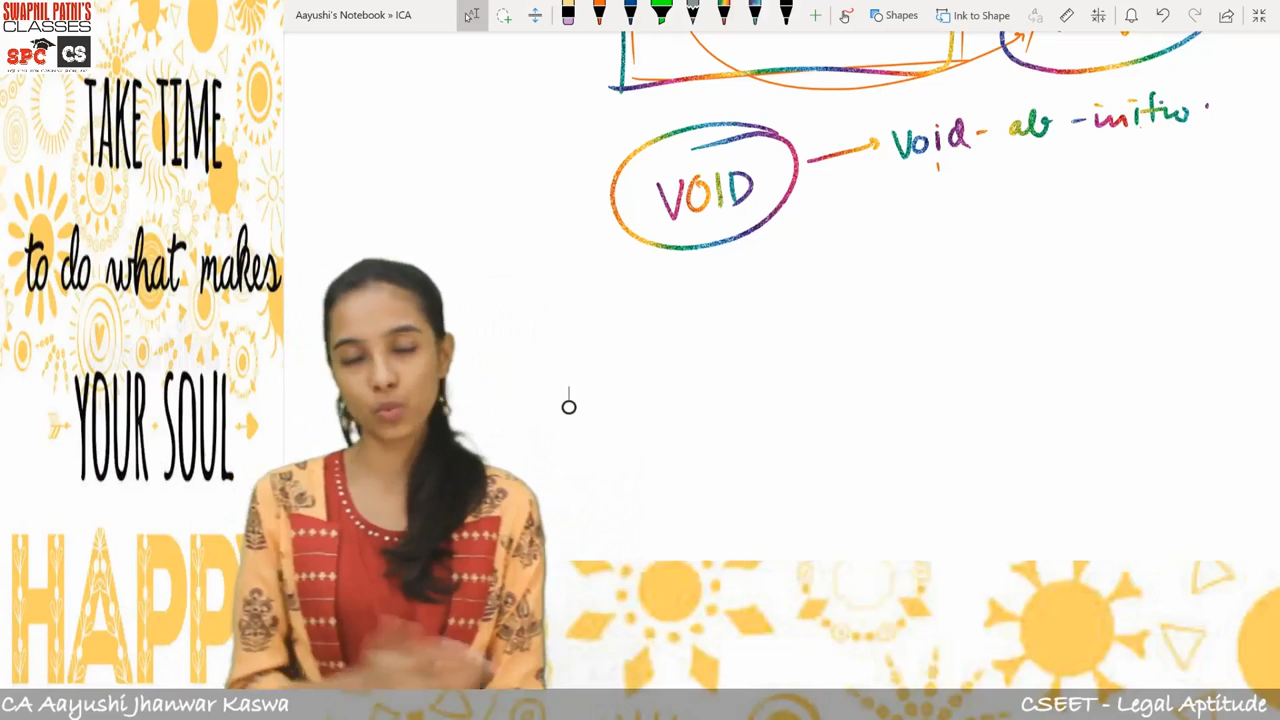 SWAPNIL PATNI'S
CLASSES
SPC CS
Aayushi's Notebook » ICA
Shapes
Ink to Shape
TAKE TIME
to do what makes
YOUR SOUL
HAPP
VOID
Void - ab - initio
CA Aayushi Jhanwar Kaswa
CSEET - Legal Aptitude